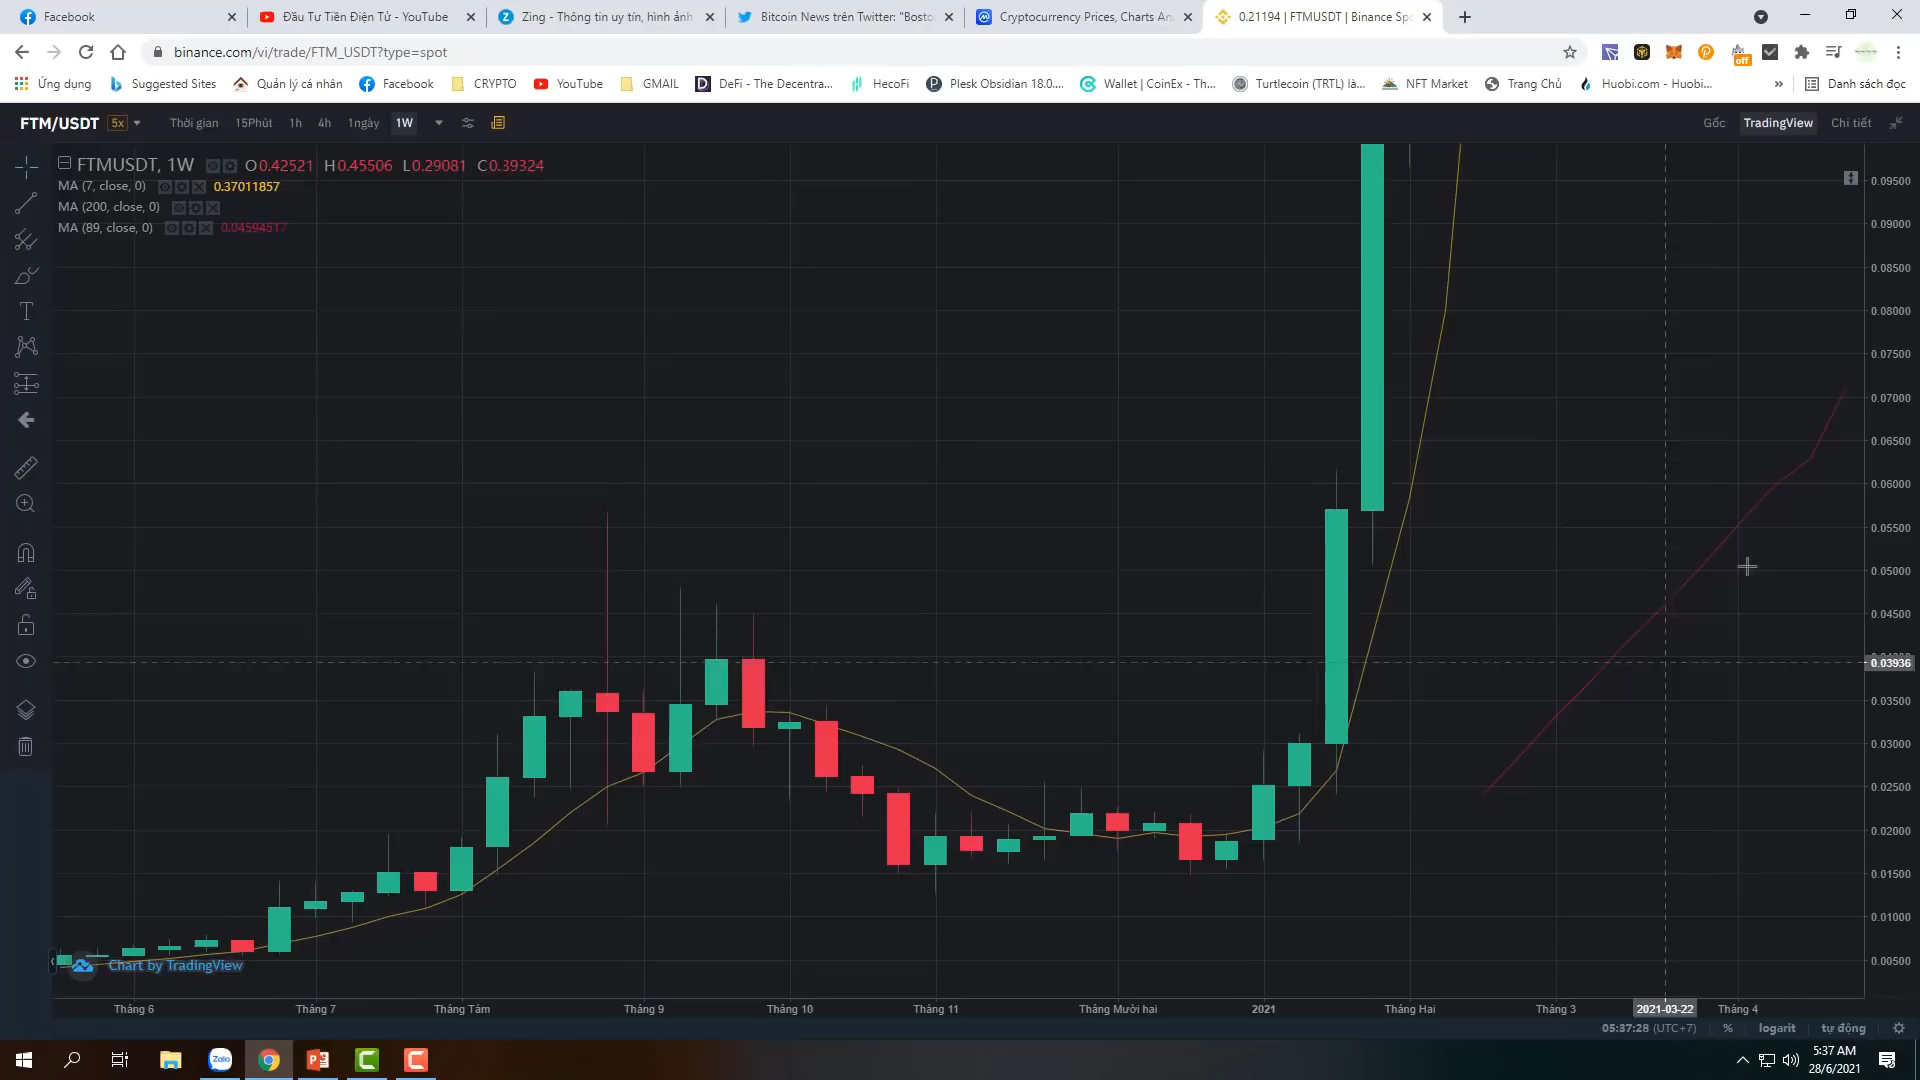 Facebook
Đầu Tư Tiền Điện Tử - YouTube
Zing - Thông tin uy tín, hình ảnh
Bitcoin News trên Twitter: "Bosto
Cryptocurrency Prices, Charts An
0.21194 | FTMUSDT | Binance Spo
binance.com/vi/trade/FTM_USDT?type=spot
off
Ứng dụng
Suggested Sites
Quản lý cá nhân
Facebook
CRYPTO
YouTube
GMAIL
DeFi - The Decentra...
HecoFi
Plesk Obsidian 18.0....
Wallet | CoinEx - Th...
Turtlecoin (TRTL) là...
NFT Market
Trang Chủ
Huobi.com - Huobi...
»
Danh sách đọc
FTM/USDT 5x
Thời gian 15Phút 1h 4h 1ngày 1W
Gốc TradingView Chi tiết
FTMUSDT, 1W O0.42521 H0.45506 L0.29081 C0.39324
MA (7, close, 0) 0.37011857
MA (200, close, 0)
MA (89, close, 0) 0.04594517
0.09500
0.09000
0.08500
0.08000
0.07500
0.07000
0.06500
0.06000
0.05500
0.05000
0.04500
0.03936
0.03500
0.03000
0.02500
0.02000
0.01500
0.01000
0.00500
Chart by TradingView
Tháng 6 Tháng 7 Tháng Tám Tháng 9 Tháng 10 Tháng 11 Tháng Mười hai 2021 Tháng Hai Tháng 3 2021-03-22 Tháng 4
05:37:28 (UTC+7) % logarit tự động
Zalo
5:37 AM
28/6/2021